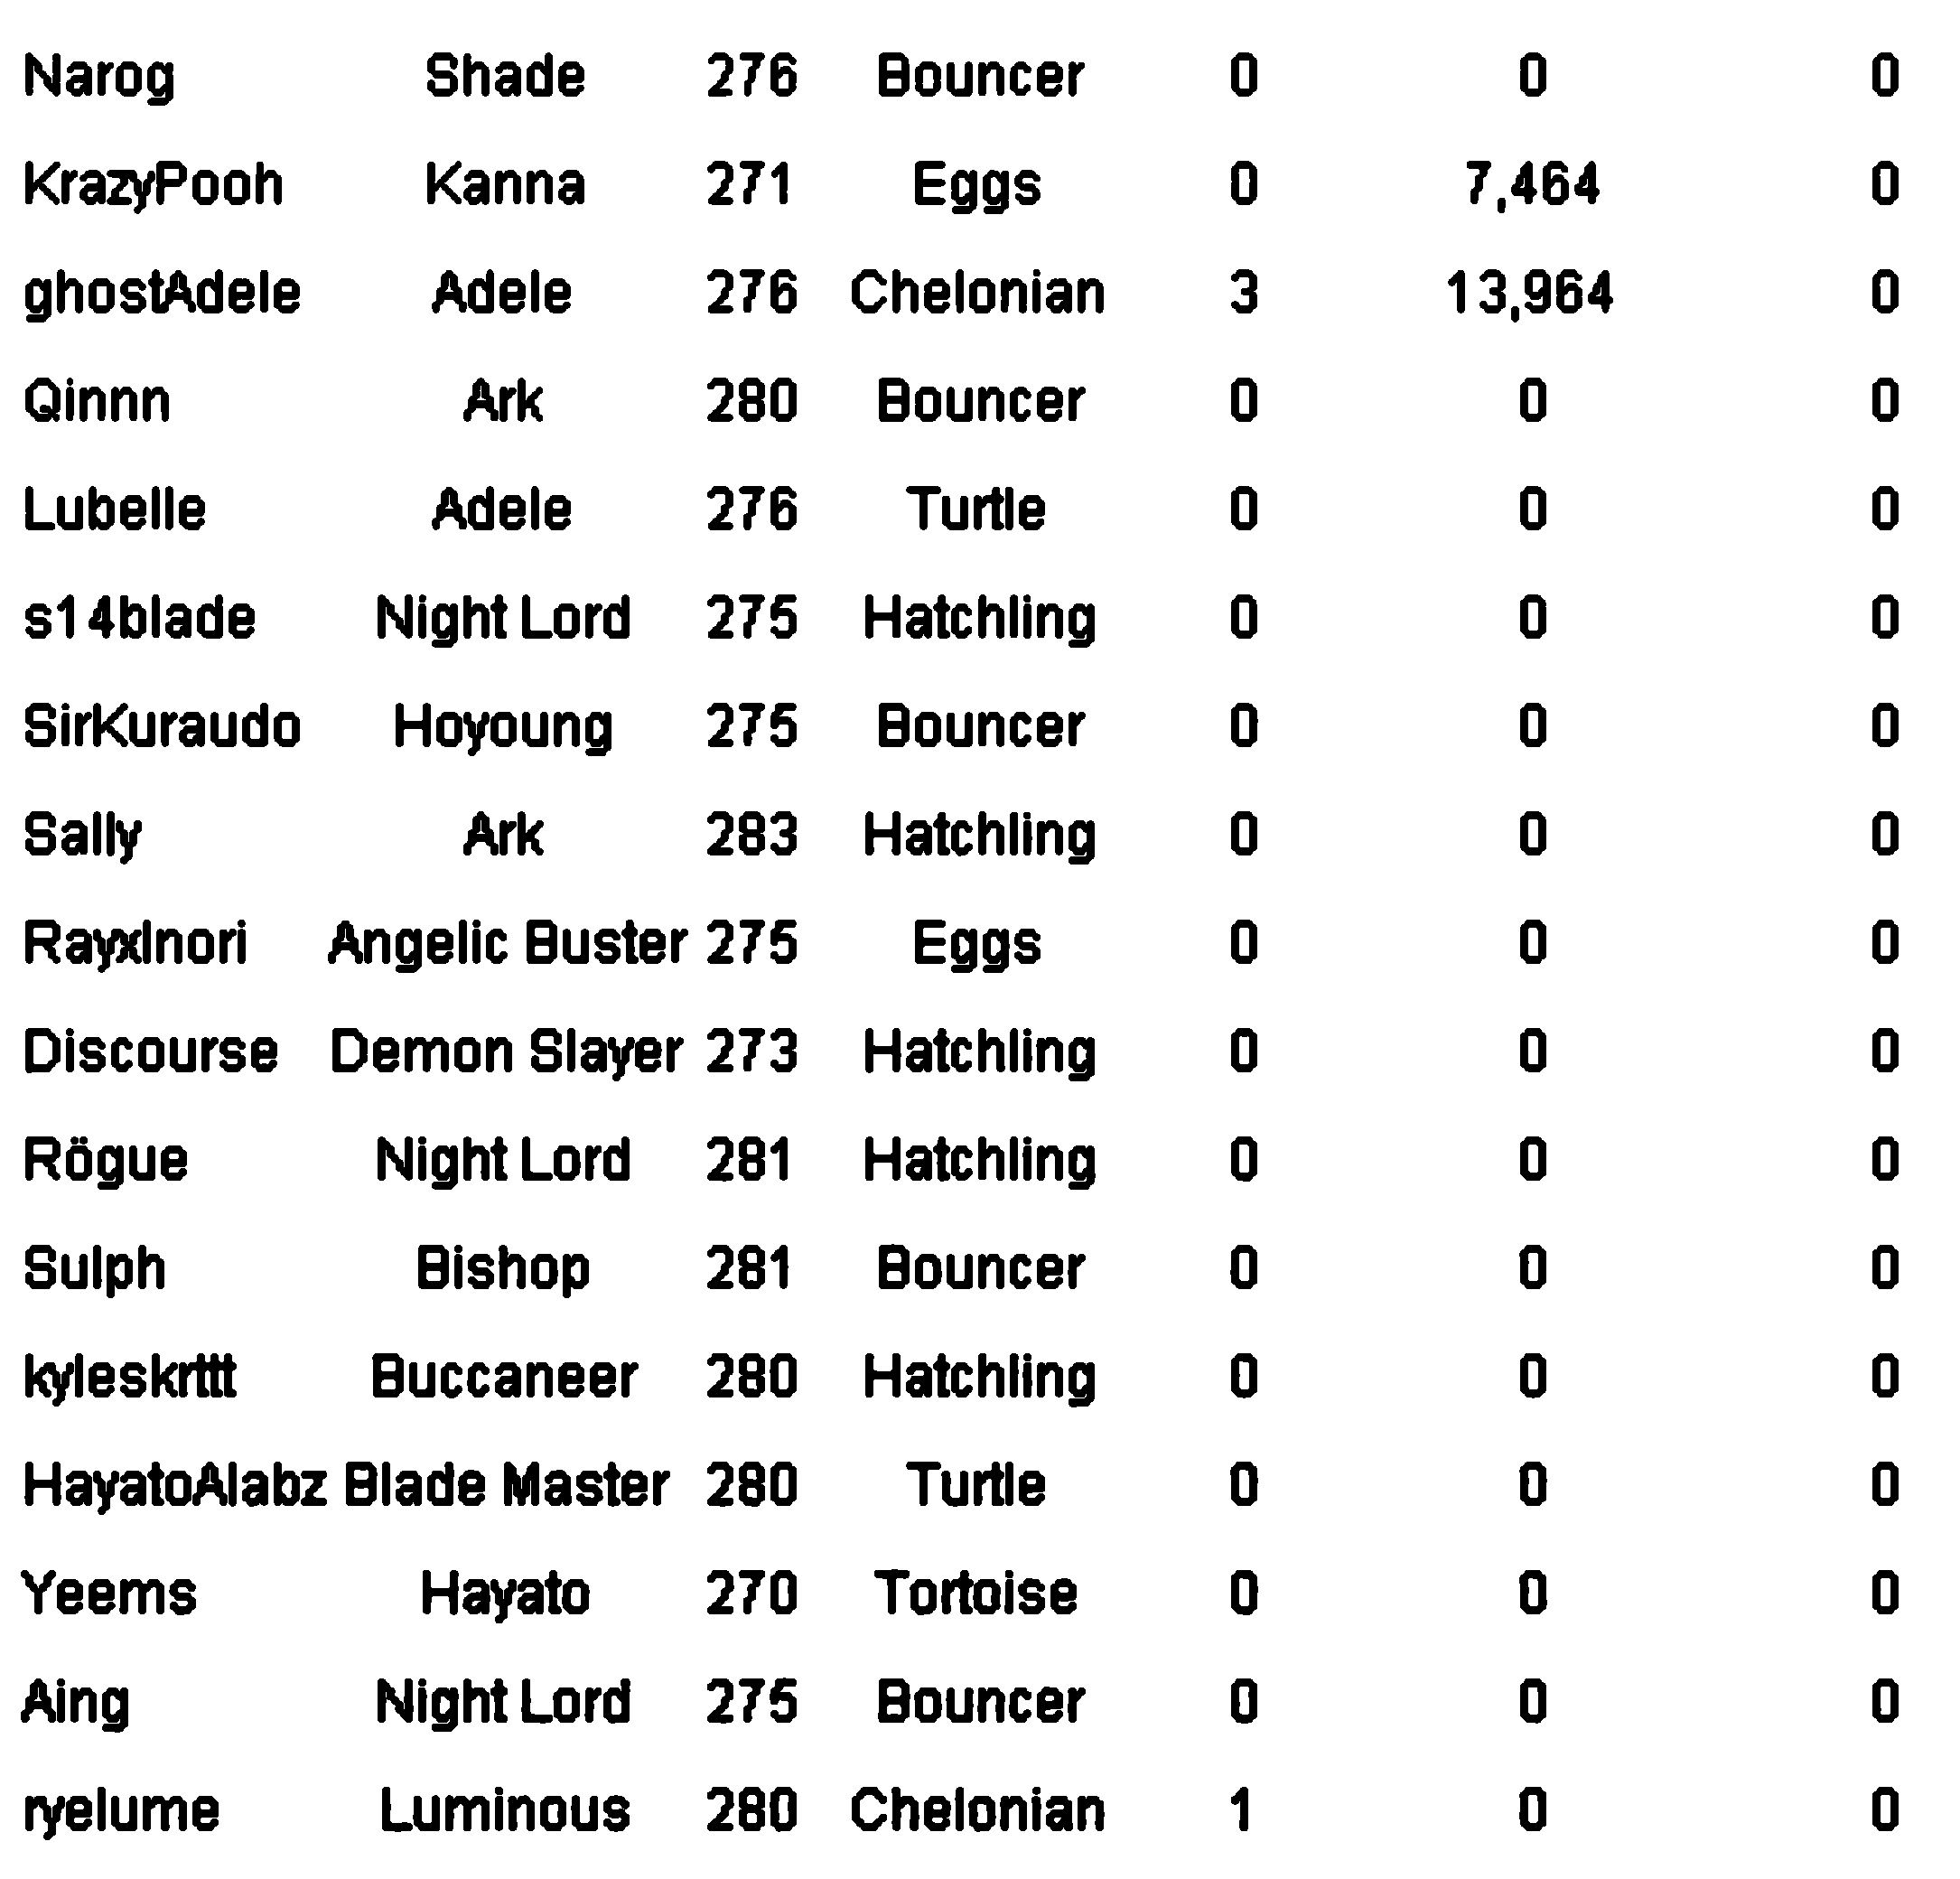 Narog Shade 276 Bouncer 0 0 0
KrazyPooh Kanna 271 Eggs 0 7,464 0
ghostAdele Adele 276 Chelonian 3 13,964 0
Qinnn Ark 280 Bouncer 0 0 0
Lubelle Adele 276 Turtle 0 0 0
s14blade Night Lord 275 Hatchling 0 0 0
SirKuraudo Hoyoung 275 Bouncer 0 0 0
Sally Ark 283 Hatchling 0 0 0
RayxInori Angelic Buster 275 Eggs 0 0 0
Discourse Demon Slayer 273 Hatchling 0 0 0
Rögue Night Lord 281 Hatchling 0 0 0
Sulph Bishop 281 Bouncer 0 0 0
kyleskrttt Buccaneer 280 Hatchling 0 0 0
HayatoAlabz Blade Master 280 Turtle 0 0 0
Yeems Hayato 270 Tortoise 0 0 0
Aing Night Lord 275 Bouncer 0 0 0
ryelume Luminous 280 Chelonian 1 0 0